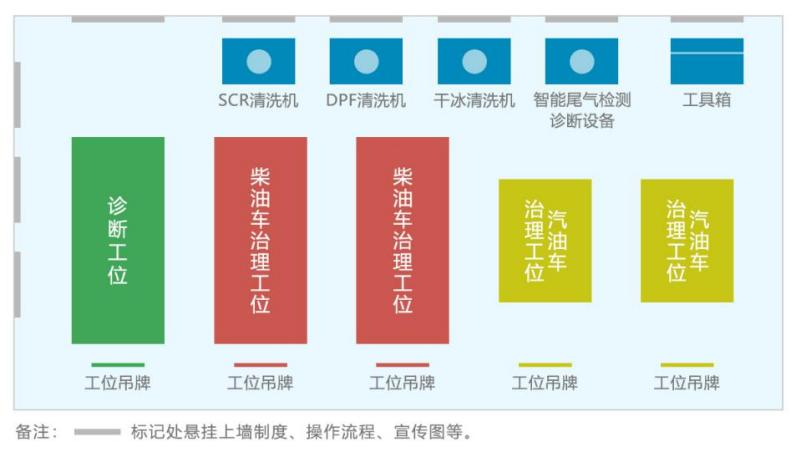 SCR清洗机
DPF清洗机
干冰清洗机
智能尾气检测
诊断设备
工具箱
诊断工位
柴油车治理工位
柴油车治理工位
汽油车
治理工位
汽油车
治理工位
工位吊牌
工位吊牌
工位吊牌
工位吊牌
工位吊牌
备注： 标记处悬挂上墙制度、操作流程、宣传图等。